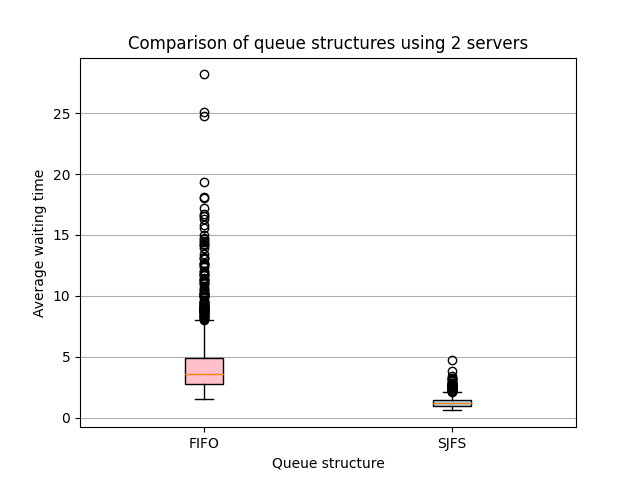 Comparison of queue structures using 2 servers
25
20
15
10
5
0
Average waiting time
FIFO
SJFS
Queue structure